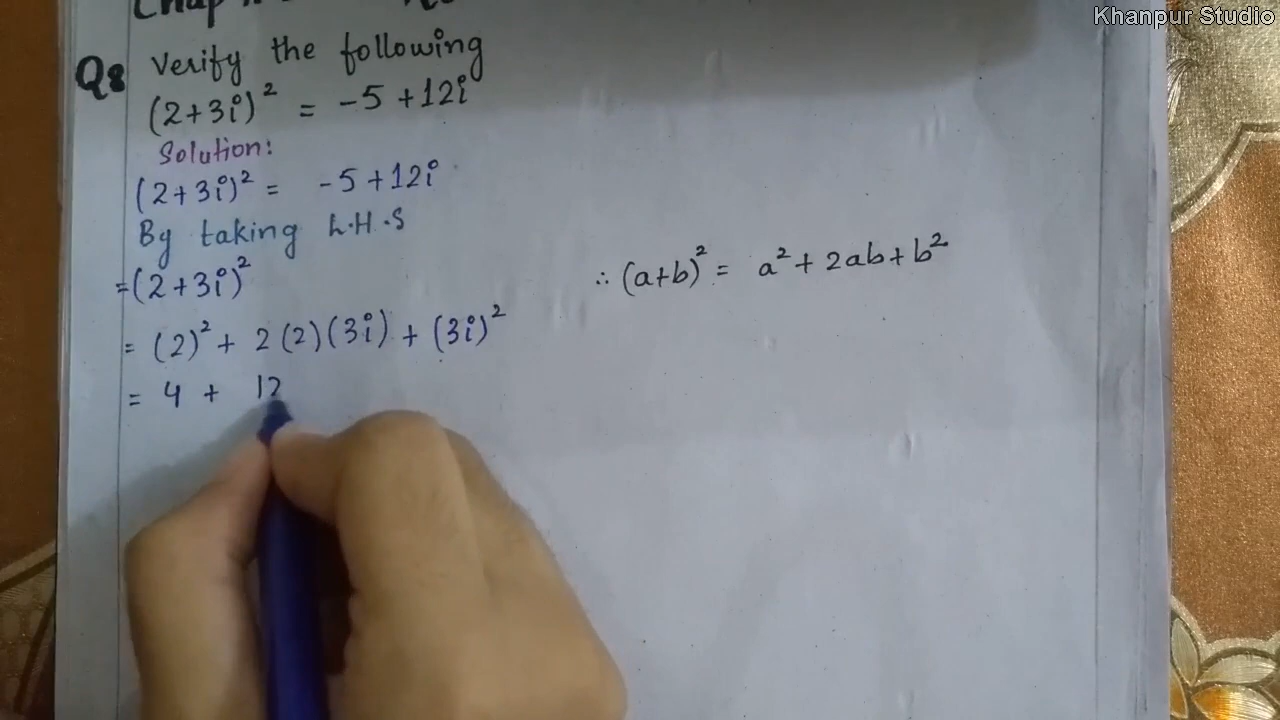 Khanpur Studio
Q8 Verify the following
(2+3i)² = -5 +12i
Solution:
(2+3i)² = -5+12i
By taking L.H.S
=(2+3i)²
∴ (a+b)² = a²+2ab+b²
= (2)² + 2(2)(3i) + (3i)²
= 4 + 12